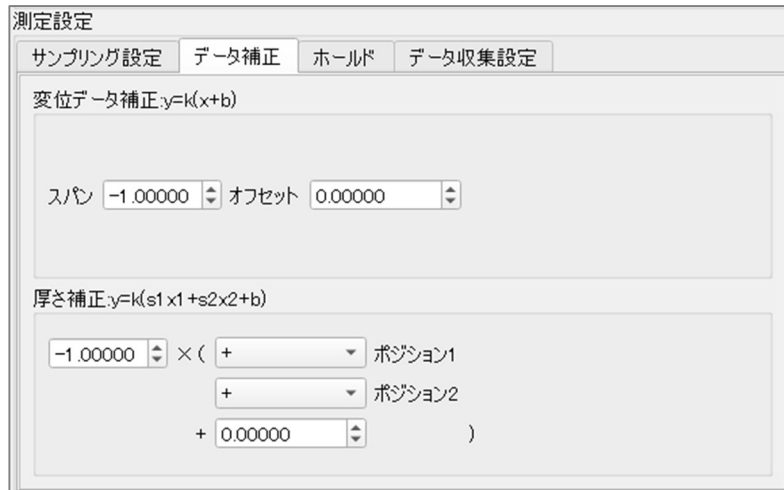 測定設定
サンプリング設定 データ補正 ホールド データ収集設定
変位データ補正:y=k(x+b)
スパン -1.00000 オフセット 0.00000
厚さ補正:y=k(s1x1+s2x2+b)
-1.00000 ×( + ポジション1
+ ポジション2
+ 0.00000 )